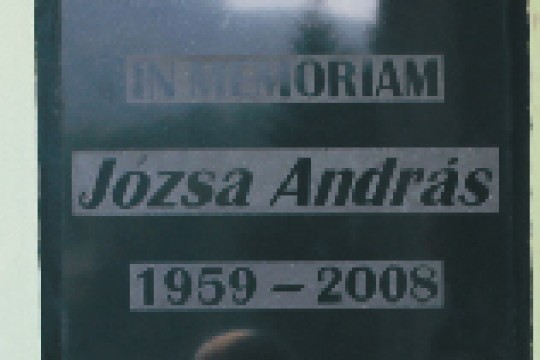 IN MEMORIAM
Józsa András
1959 – 2008